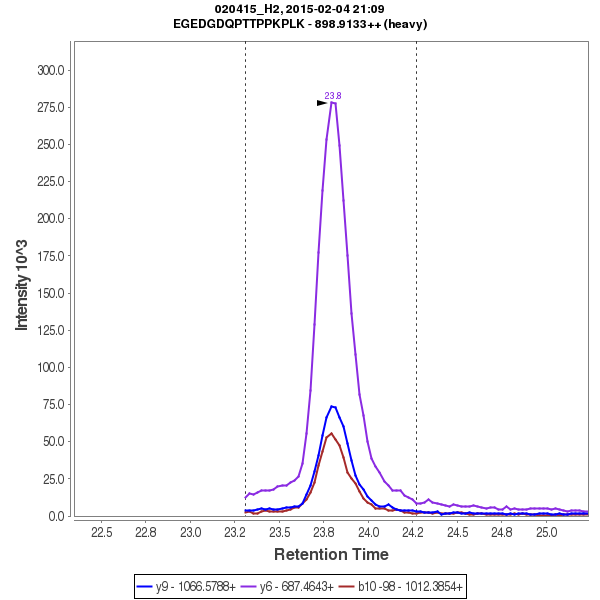 020415_H2, 2015-02-04 21:09
EGEDGDQPTTPPKPLK - 898.9133++ (heavy)
23.8
300.0
275.0
250.0
225.0
200.0
175.0
150.0
125.0
100.0
75.0
50.0
25.0
0.0
Intensity 10^3
22.5 22.8 23.0 23.2 23.5 23.8 24.0 24.2 24.5 24.8 25.0
Retention Time
y9 - 1066.5788+ y6 - 687.4643+ b10 -98 - 1012.3854+